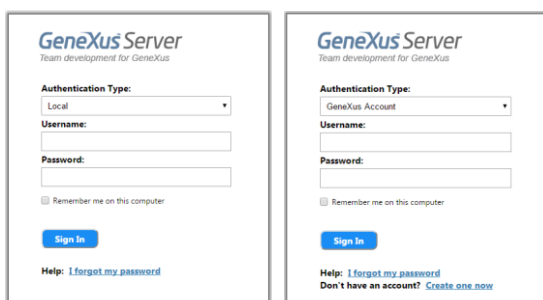 GeneXus Server
Team development for GeneXus
Authentication Type:
Local
Username:
Password:
Remember me on this computer
Sign In
Help: I forgot my password
GeneXus Server
Team development for GeneXus
Authentication Type:
GeneXus Account
Username:
Password:
Remember me on this computer
Sign In
Help: I forgot my password
Don't have an account? Create one now